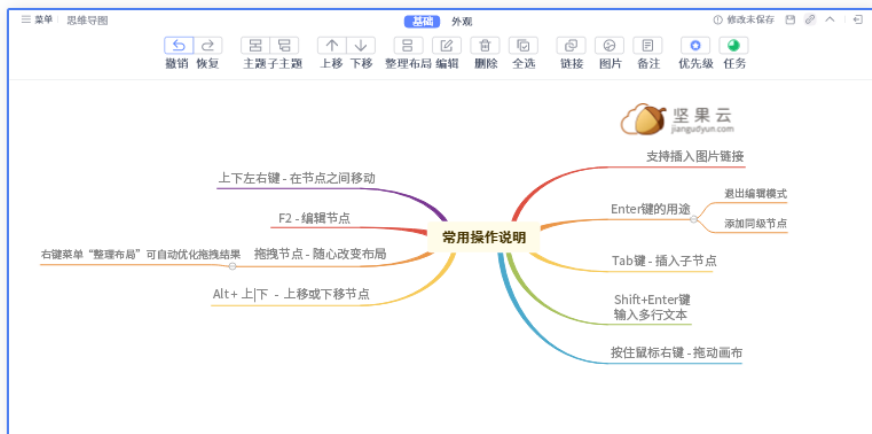 菜单 思维导图 基础 外观 修改未保存
撤销 恢复 主题 子主题 上移 下移 整理布局 编辑 删除 全选 链接 图片 备注 优先级 任务
坚果云
jianguoyun.com
支持插入图片链接
上下左右键 - 在节点之间移动
退出编辑模式
Enter键的用途
F2 - 编辑节点
添加同级节点
常用操作说明
右键菜单“整理布局”可自动优化拖拽结果
拖拽节点 - 随心改变布局
Tab键 - 插入子节点
Alt + 上|下 - 上移或下移节点
Shift+Enter键
输入多行文本
按住鼠标右键 - 拖动画布